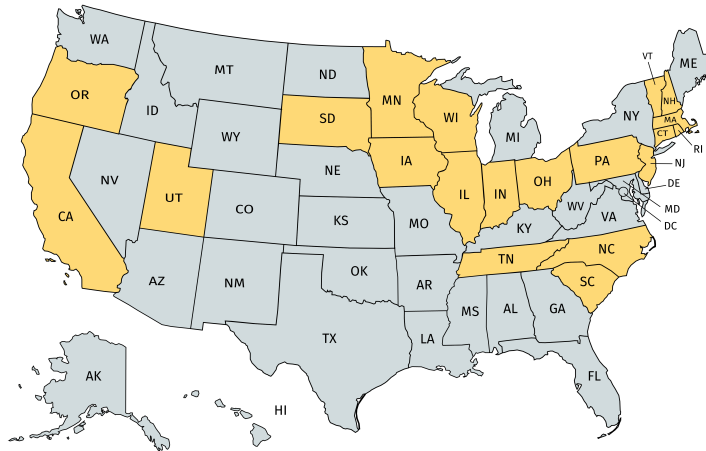 WA
MT
ND
MN
VT
ME
OR
ID
SD
WI
MI
NY
NH
MA
CT
RI
WY
IA
PA
NJ
NE
IL
IN
OH
DE
NV
UT
CO
KS
MO
KY
WV
VA
MD
DC
CA
TN
NC
AZ
NM
OK
AR
SC
MS
AL
GA
TX
LA
FL
AK
HI